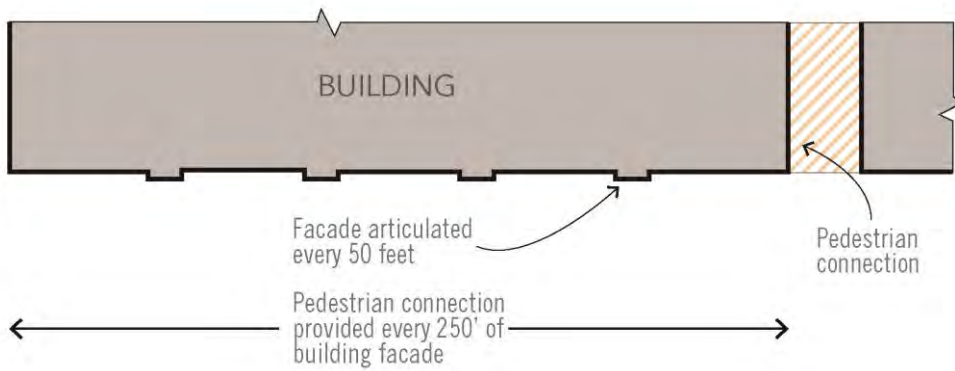 BUILDING
Facade articulated
every 50 feet
Pedestrian
connection
Pedestrian connection
provided every 250' of
building facade